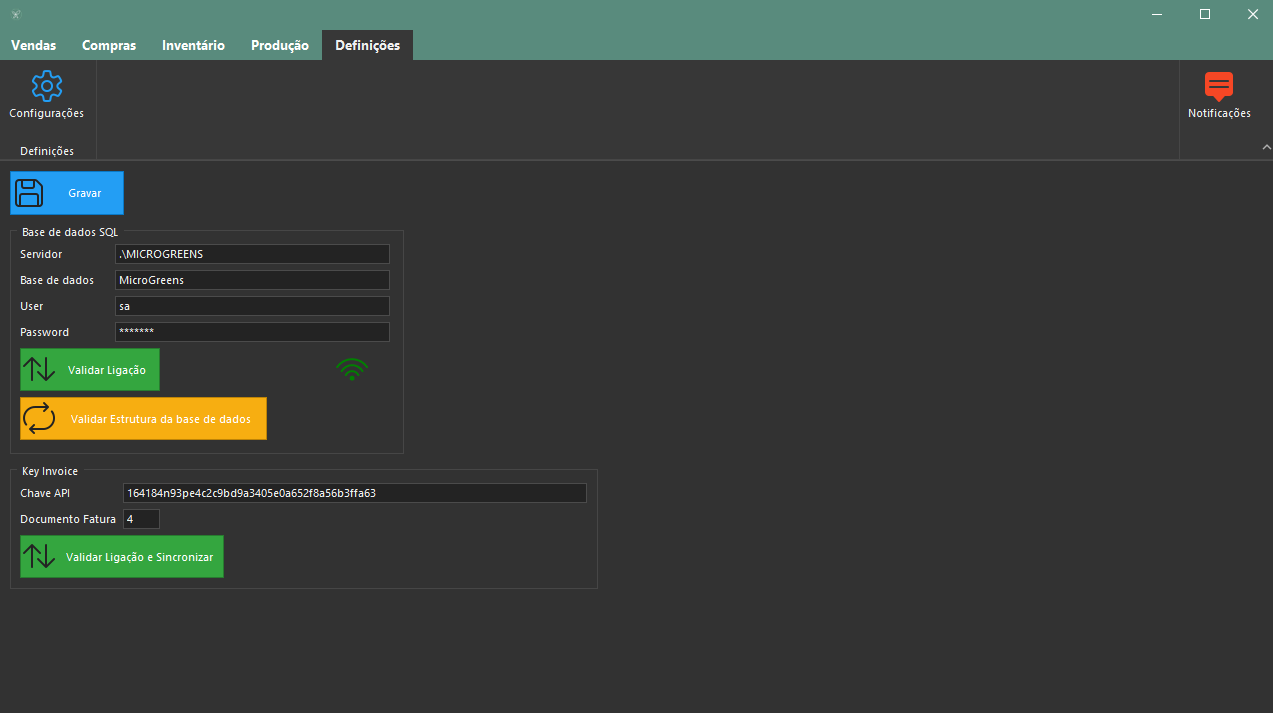 Vendas Compras Inventário Produção Definições
Configurações
Notificações
Definições
Gravar
Base de dados SQL
Servidor .\MICROGREENS
Base de dados MicroGreens
User sa
Password *******
Validar Ligação
Validar Estrutura da base de dados
Key Invoice
Chave API 164184n93pe4c2c9bd9a3405e0a652f8a56b3ffa63
Documento Fatura 4
Validar Ligação e Sincronizar